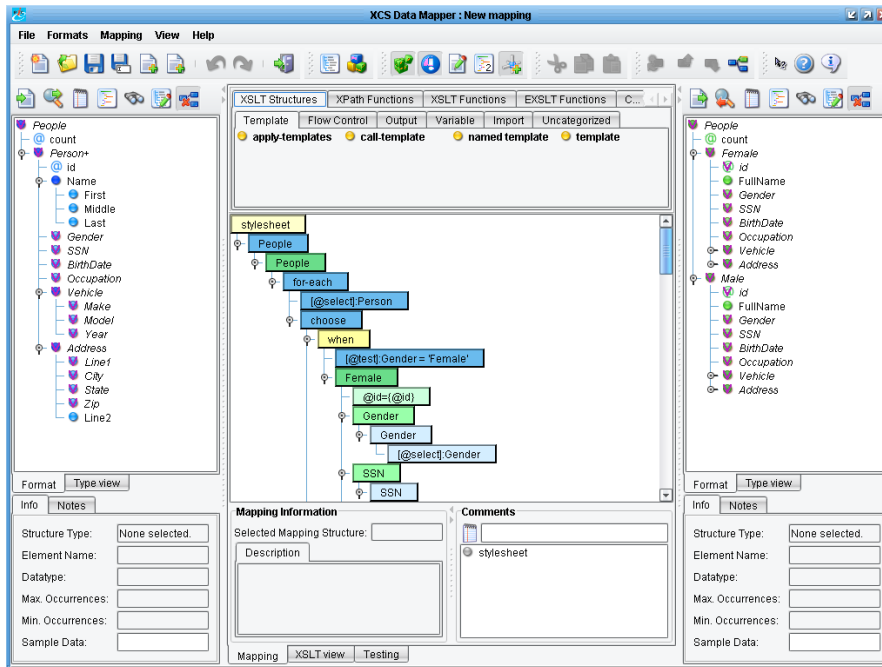 XCS Data Mapper : New mapping
File Formats Mapping View Help
XSLT Structures XPath Functions XSLT Functions EXSLT Functions C...
Template Flow Control Output Variable Import Uncategorized
apply-templates call-template named template template
People
@ count
Person+
@ id
Name
First
Middle
Last
Gender
SSN
BirthDate
Occupation
Vehicle
Make
Model
Year
Address
Line1
City
State
Zip
Line2
Format Type view
Info Notes
Structure Type: None selected.
Element Name:
Datatype:
Max. Occurrences:
Min. Occurrences:
Sample Data:
stylesheet
People
People
for-each
[@select]:Person
choose
when
[@test]:Gender = 'Female'
Female
@id={@id}
Gender
Gender
[@select]:Gender
SSN
SSN
Mapping Information
Selected Mapping Structure:
Description
Comments
stylesheet
Mapping XSLT view Testing
People
@ count
Female
id
FullName
Gender
SSN
BirthDate
Occupation
Vehicle
Address
Male
id
FullName
Gender
SSN
BirthDate
Occupation
Vehicle
Address
Format Type view
Info Notes
Structure Type: None selected.
Element Name:
Datatype:
Max. Occurrences:
Min. Occurrences:
Sample Data: